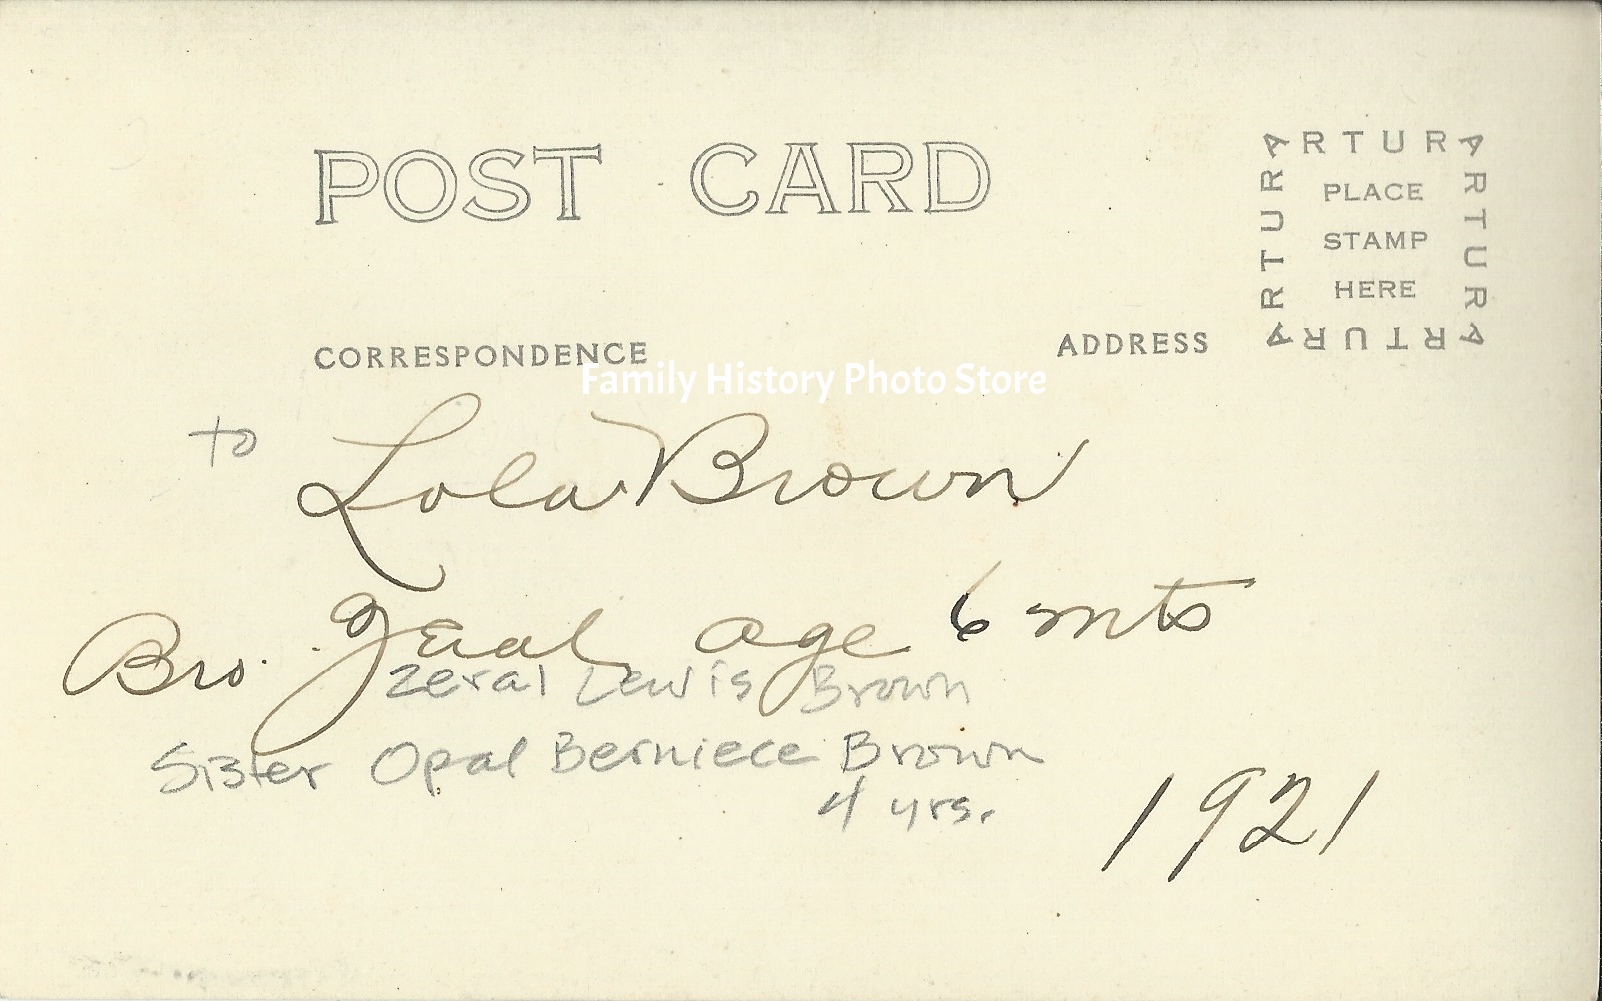 POST CARD
ARTURA
ARTURA
ARTURA
ARTURA
PLACE
STAMP
HERE
CORRESPONDENCE
ADDRESS
Family History Photo Store
to Lola Brown
Bro. Zeral age 6 mts
Zeral Lewis Brown
Sister Opal Berniece Brown
4 yrs.
1921